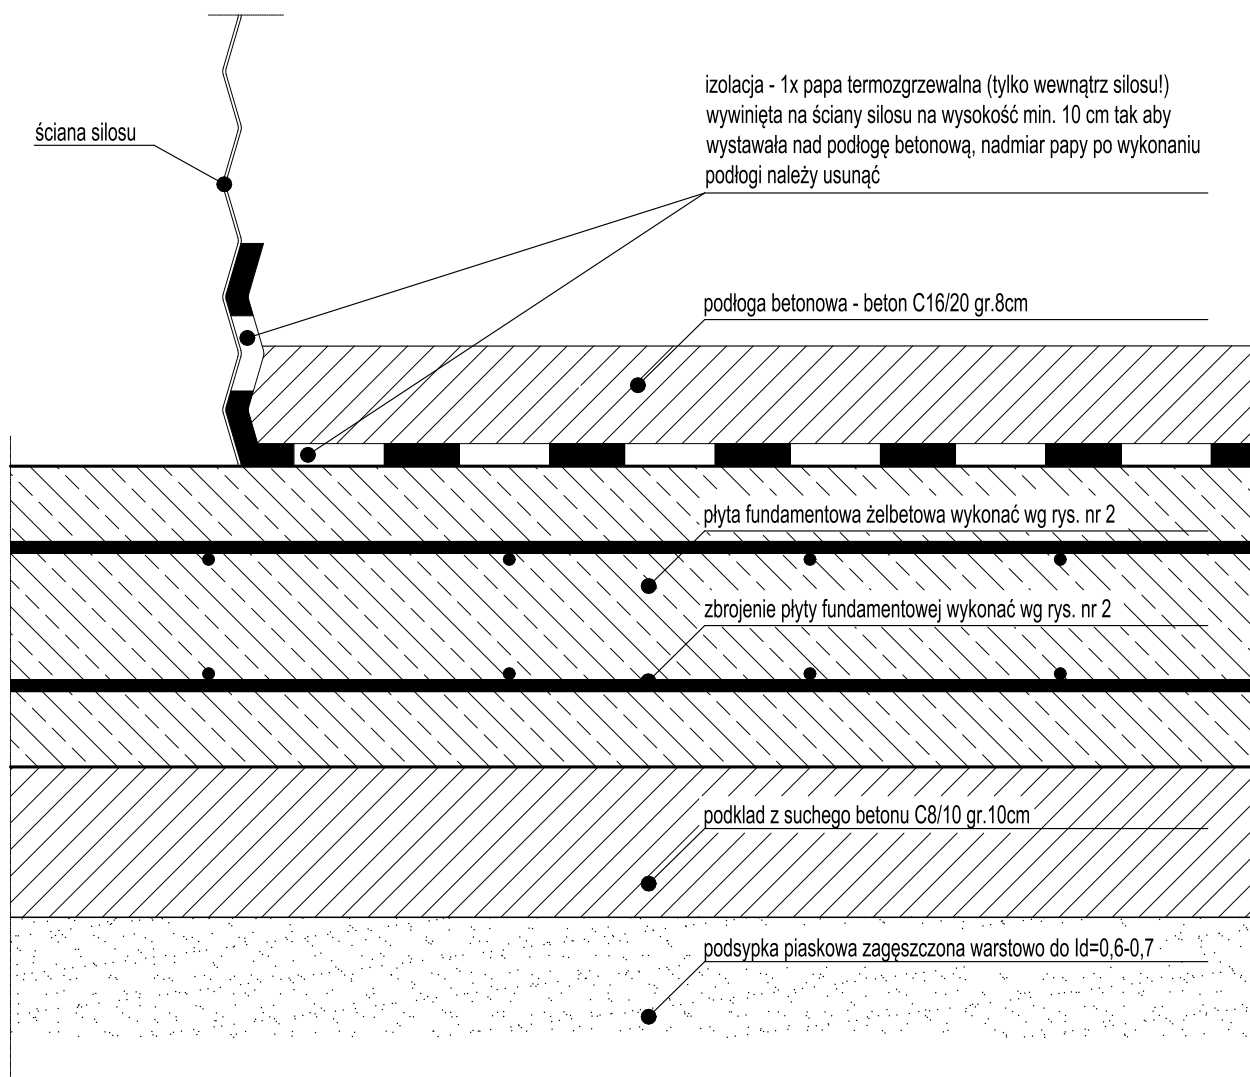 izolacja - 1x papa termozgrzewalna (tylko wewnątrz silosu!)
wywinięta na ściany silosu na wysokość min. 10 cm tak aby
wystawała nad podłogę betonową, nadmiar papy po wykonaniu
podłogi należy usunąć
ściana silosu
podłoga betonowa - beton C16/20 gr.8cm
płyta fundamentowa żelbetowa wykonać wg rys. nr 2
zbrojenie płyty fundamentowej wykonać wg rys. nr 2
podklad z suchego betonu C8/10 gr.10cm
podsypka piaskowa zagęszczona warstowo do Id=0,6-0,7